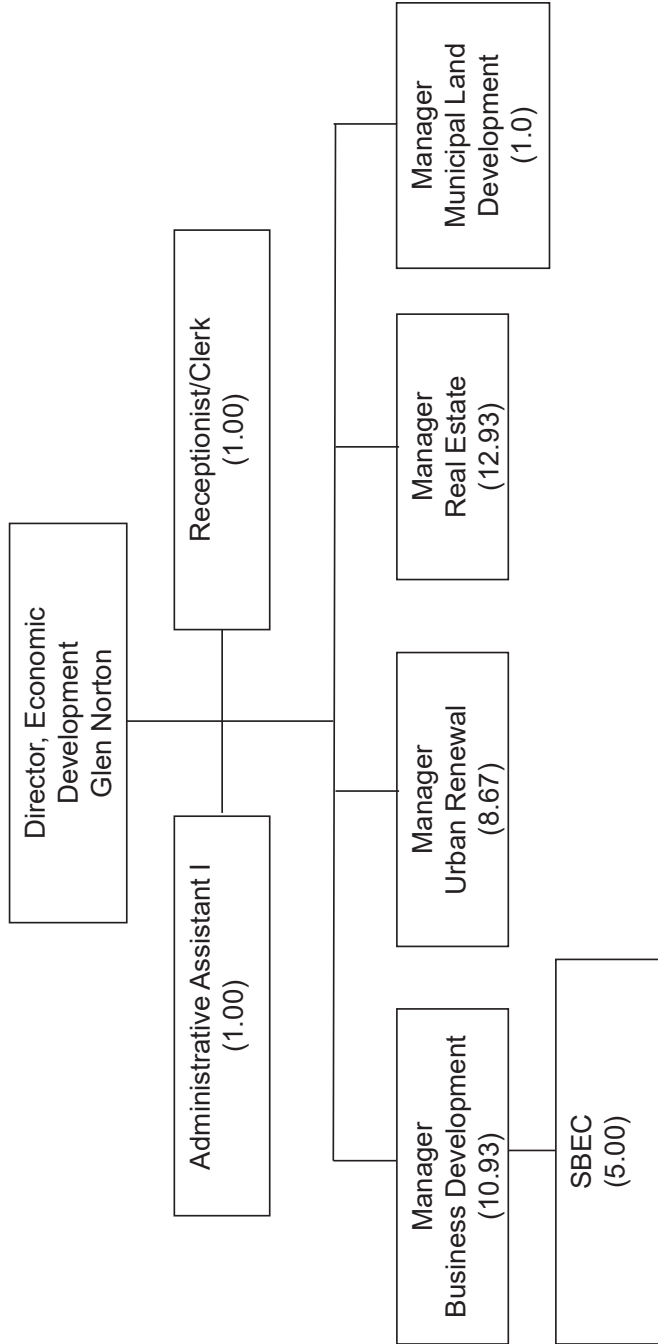 Director, Economic
Development
Glen Norton
Administrative Assistant I
(1.00)
Receptionist/Clerk
(1.00)
Manager
Business Development
(10.93)
Manager
Urban Renewal
(8.67)
Manager
Real Estate
(12.93)
Manager
Municipal Land
Development
(1.0)
SBEC
(5.00)